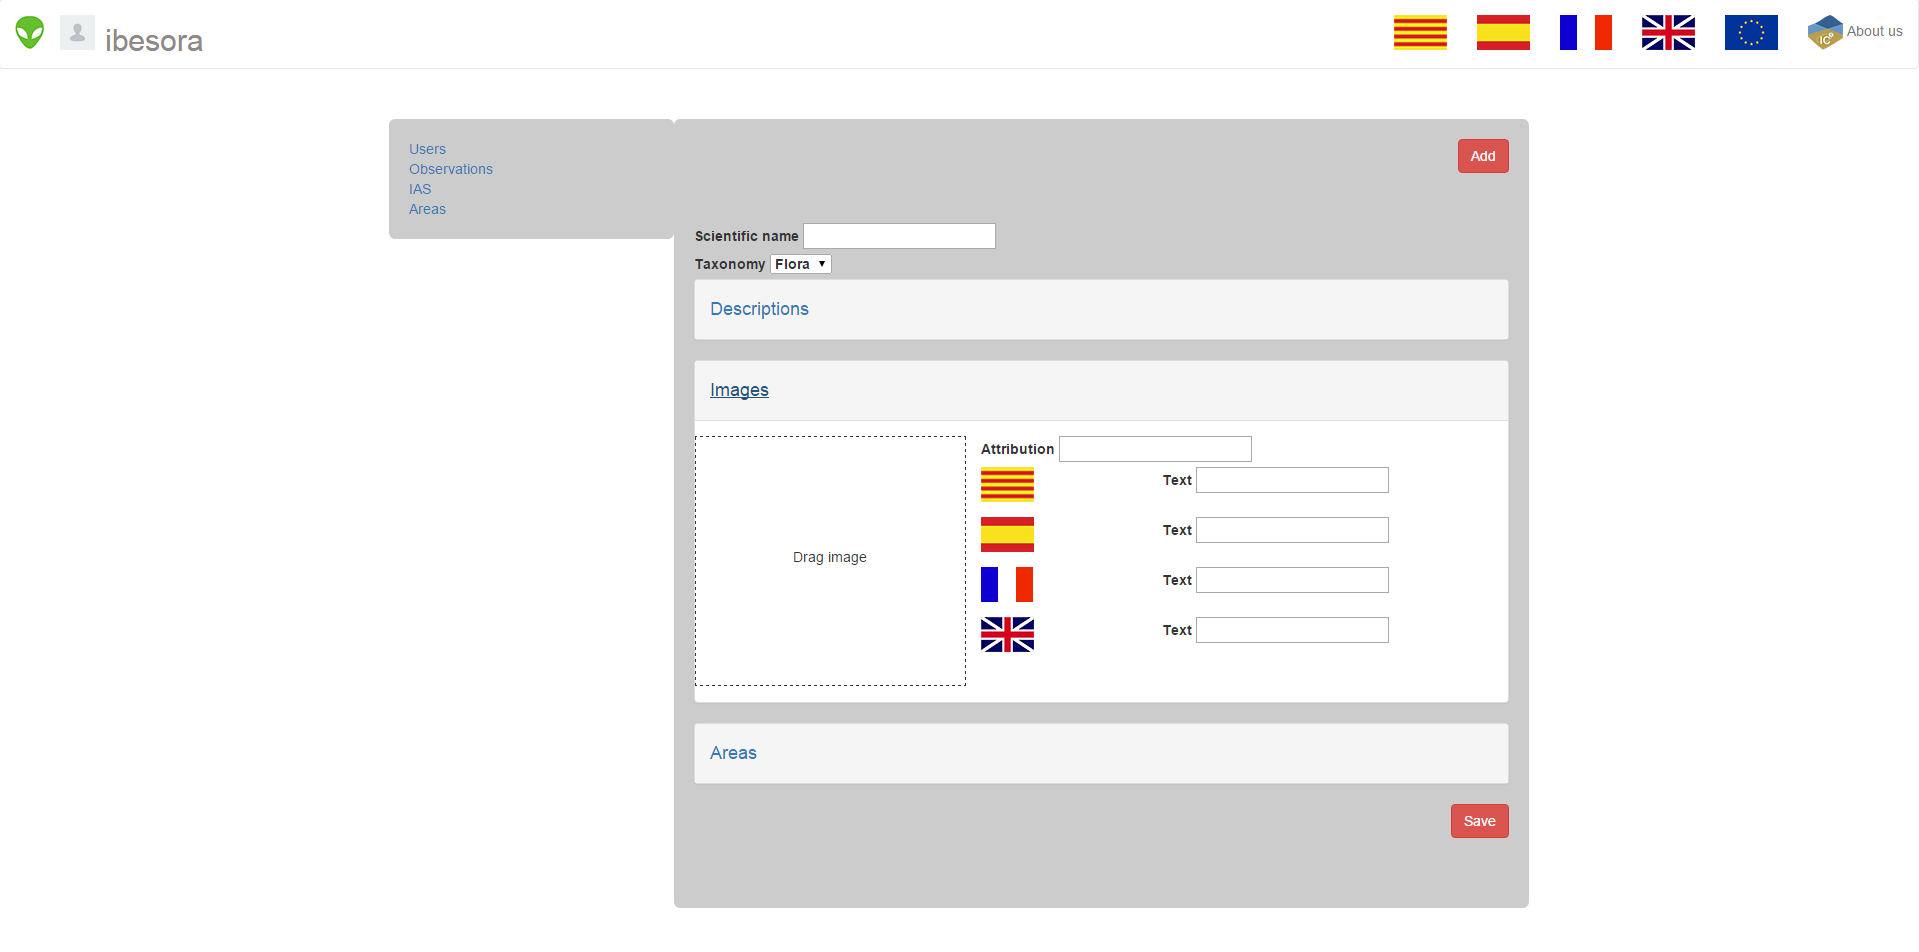 ibesora
IC
About us
Users
Observations
IAS
Areas
Add
Scientific name
Taxonomy Flora
Descriptions
Images
Drag image
Attribution
Text
Text
Text
Text
Areas
Save